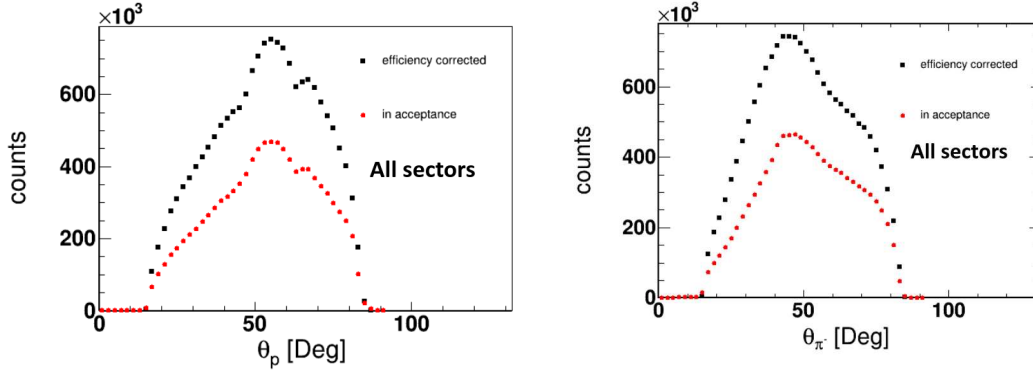 ×10³
counts
600
400
200
0
0
50
100
θp [Deg]
efficiency corrected
in acceptance
All sectors
×10³
counts
800
600
400
200
0
0
50
100
θπ⁻ [Deg]
efficiency corrected
in acceptance
All sectors